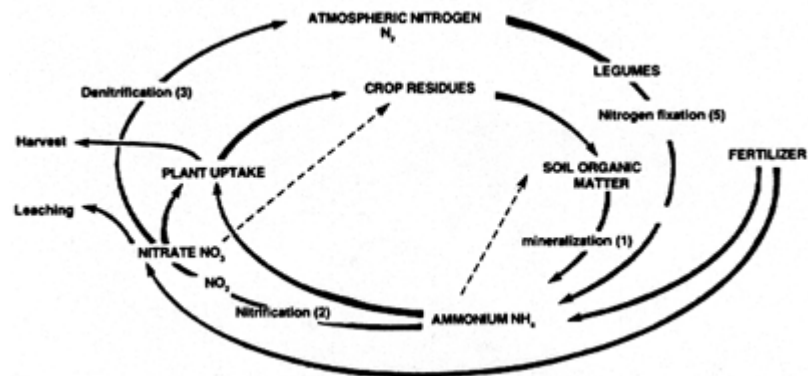 ATMOSPHERIC NITROGEN
N₂
Denitrification (3)
CROP RESIDUES
LEGUMES
Nitrogen fixation (5)
Harvest
PLANT UPTAKE
SOIL ORGANIC
MATTER
FERTILIZER
Leaching
NITRATE NO₃
mineralization (1)
NO₂
Nitrification (2)
AMMONIUM NH₄